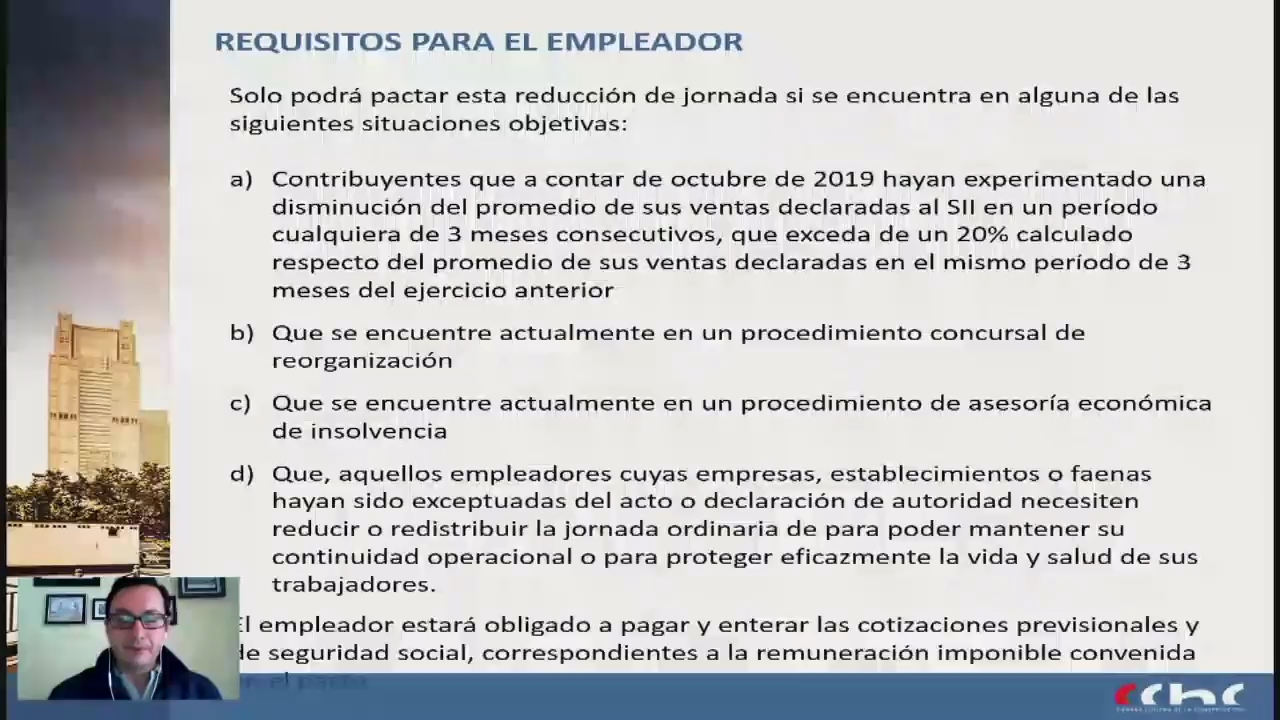 REQUISITOS PARA EL EMPLEADOR
Solo podrá pactar esta reducción de jornada si se encuentra en alguna de las
siguientes situaciones objetivas:
a) Contribuyentes que a contar de octubre de 2019 hayan experimentado una
disminución del promedio de sus ventas declaradas al SII en un período
cualquiera de 3 meses consecutivos, que exceda de un 20% calculado
respecto del promedio de sus ventas declaradas en el mismo período de 3
meses del ejercicio anterior
b) Que se encuentre actualmente en un procedimiento concursal de
reorganización
c) Que se encuentre actualmente en un procedimiento de asesoría económica
de insolvencia
d) Que, aquellos empleadores cuyas empresas, establecimientos o faenas
hayan sido exceptuadas del acto o declaración de autoridad necesiten
reducir o redistribuir la jornada ordinaria de para poder mantener su
continuidad operacional o para proteger eficazmente la vida y salud de sus
trabajadores.
El empleador estará obligado a pagar y enterar las cotizaciones previsionales y
de seguridad social, correspondientes a la remuneración imponible convenida
en el pacto
cchc